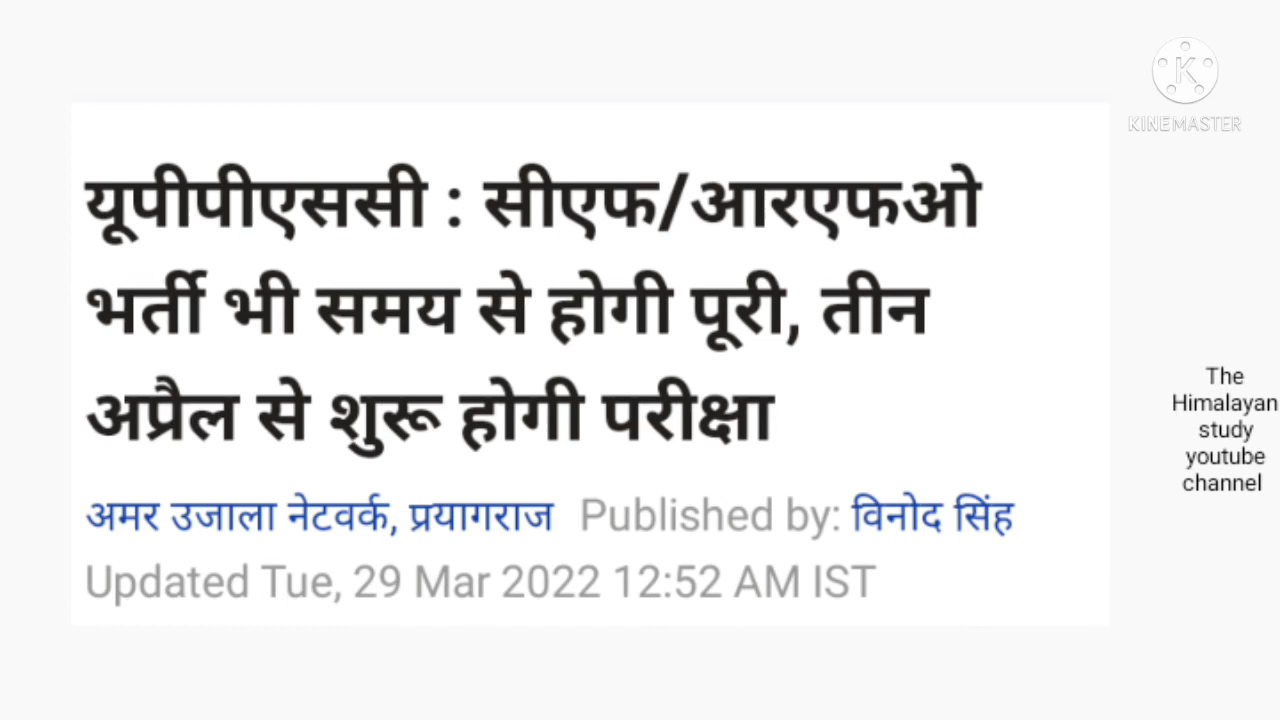 यूपीपीएससी : सीएफ/आरएफओ
भर्ती भी समय से होगी पूरी, तीन
अप्रैल से शुरू होगी परीक्षा
अमर उजाला नेटवर्क, प्रयागराज Published by: विनोद सिंह
Updated Tue, 29 Mar 2022 12:52 AM IST
K
KINEMASTER
The
Himalayan
study
youtube
channel